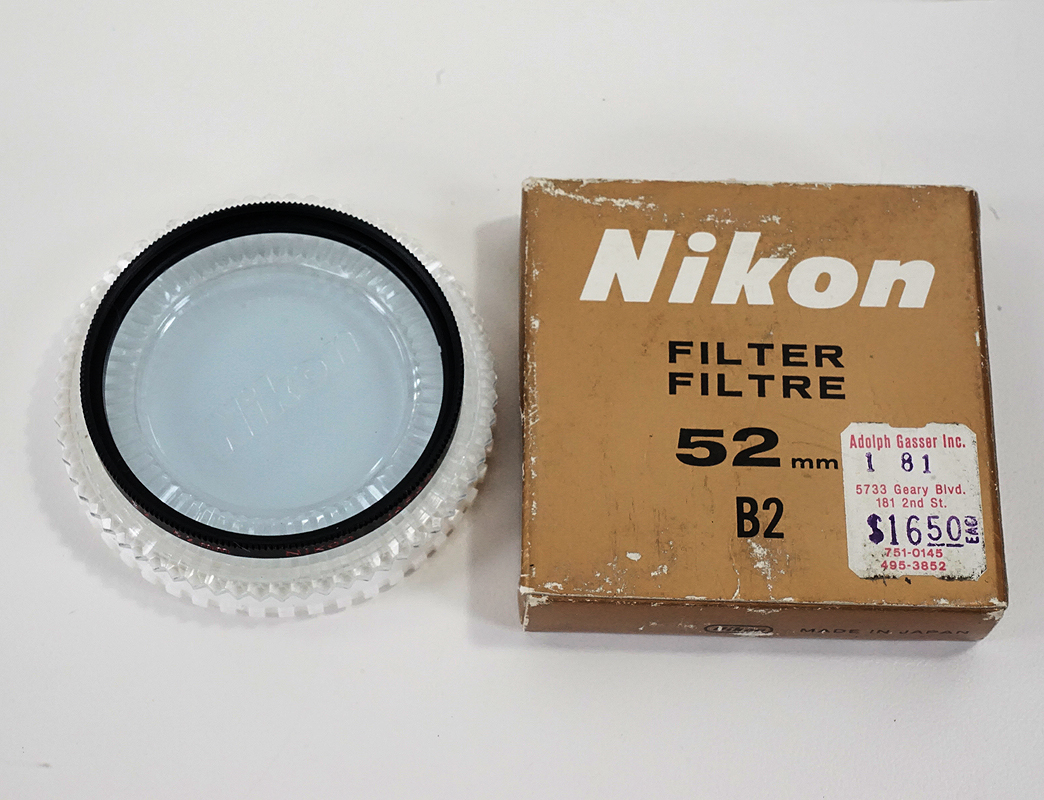 Nikon
Nikon
FILTER
FILTRE
52 mm
B2
Adolph Gasser Inc.
1 81
5733 Geary Blvd.
181 2nd St.
$1650 EACH
751-0145
495-3852
Nikon MADE IN JAPAN